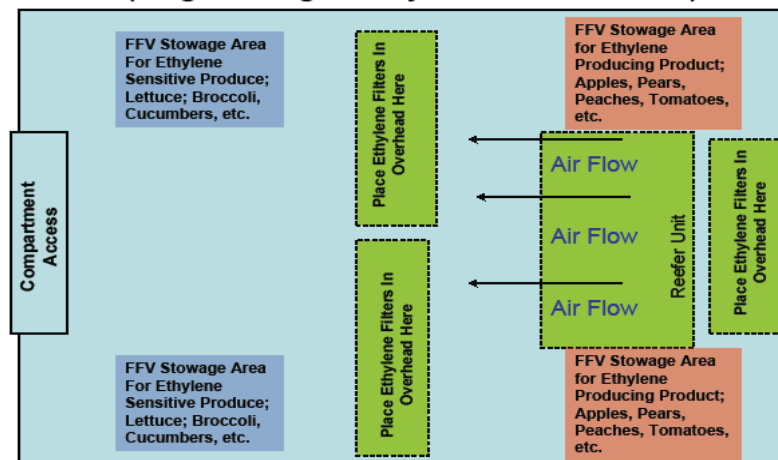 FFV Stowage Area
For Ethylene
Sensitive Produce;
Lettuce; Broccoli,
Cucumbers, etc.
Place Ethylene Filters In
Overhead Here
FFV Stowage Area
for Ethylene
Producing Product;
Apples, Pears,
Peaches, Tomatoes,
etc.
Compartment
Access
Air Flow
Air Flow
Air Flow
Reefer Unit
Place Ethylene Filters In
Overhead Here
FFV Stowage Area
For Ethylene
Sensitive Produce;
Lettuce; Broccoli,
Cucumbers, etc.
Place Ethylene Filters In
Overhead Here
FFV Stowage Area
for Ethylene
Producing Product;
Apples, Pears,
Peaches, Tomatoes,
etc.